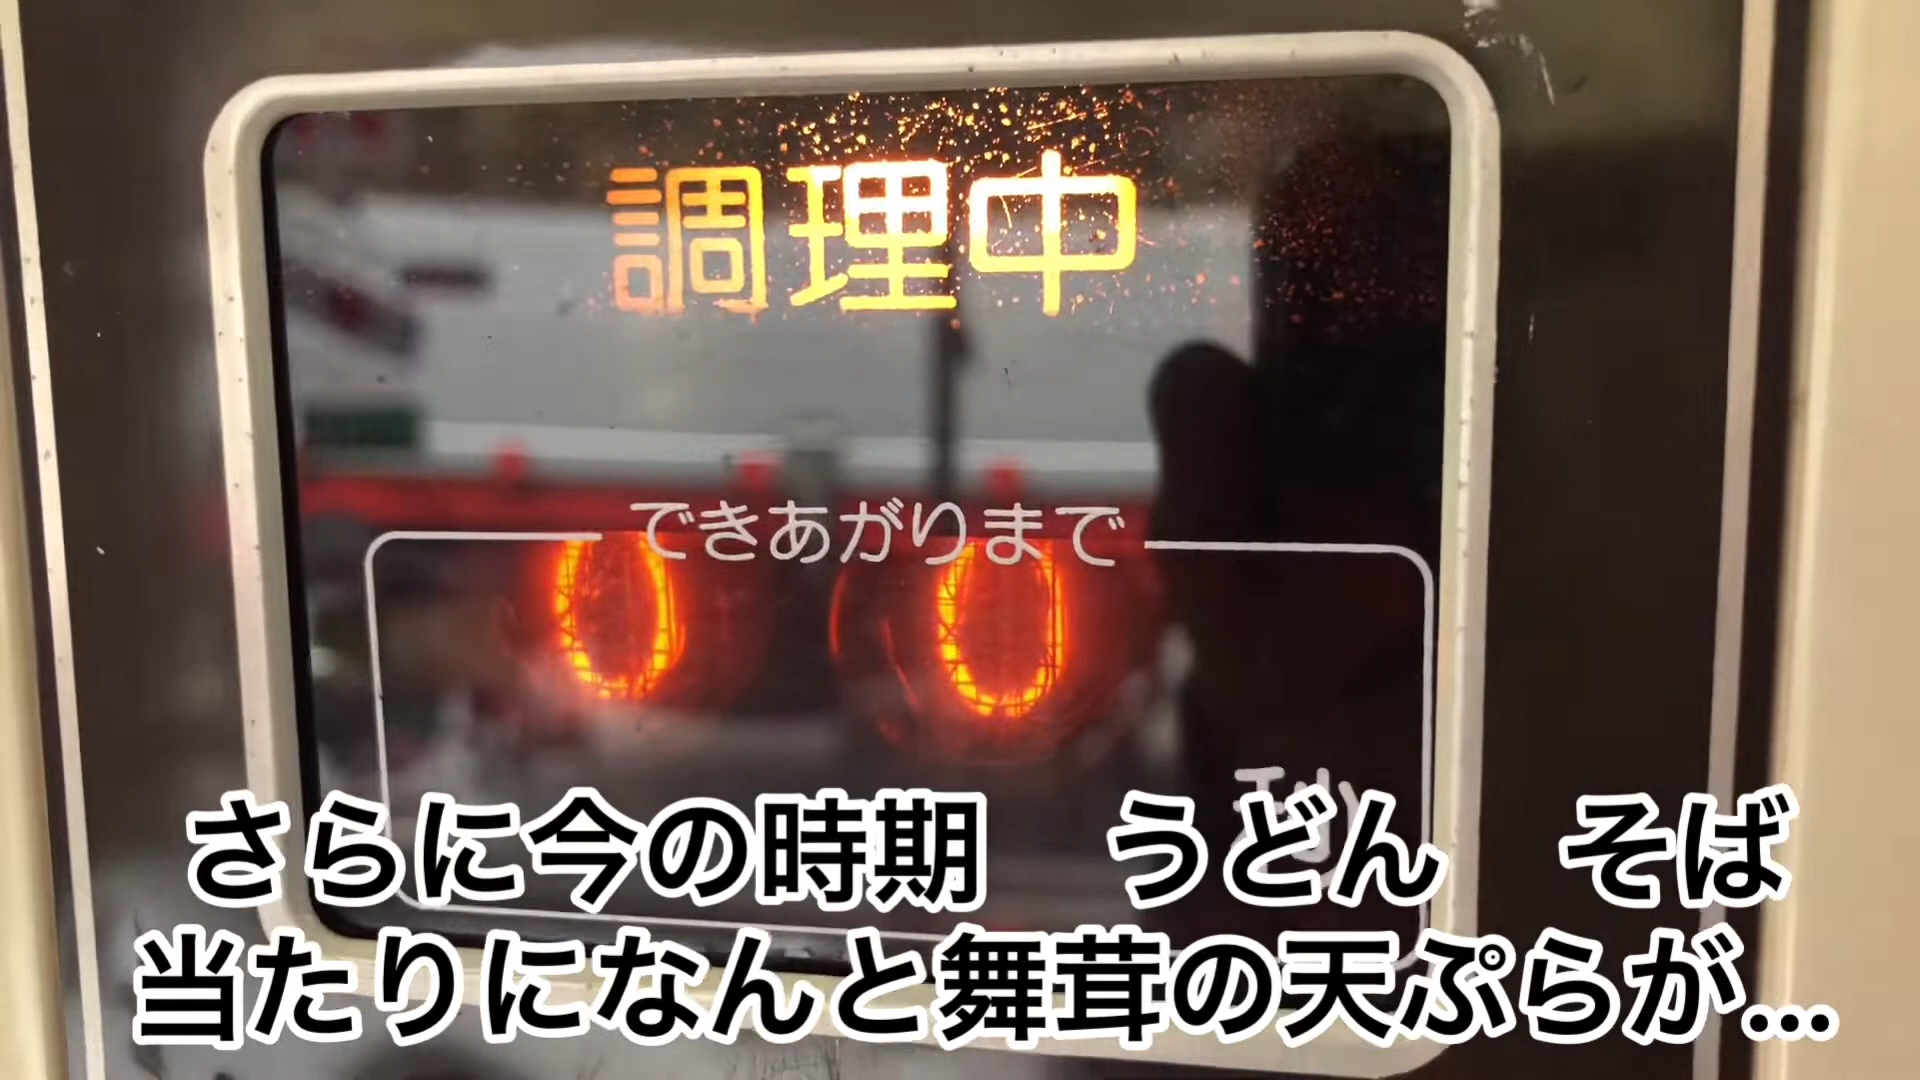 調理中
できあがりまで
00
秒
さらに今の時期　うどん　そば
当たりになんと舞茸の天ぷらが...